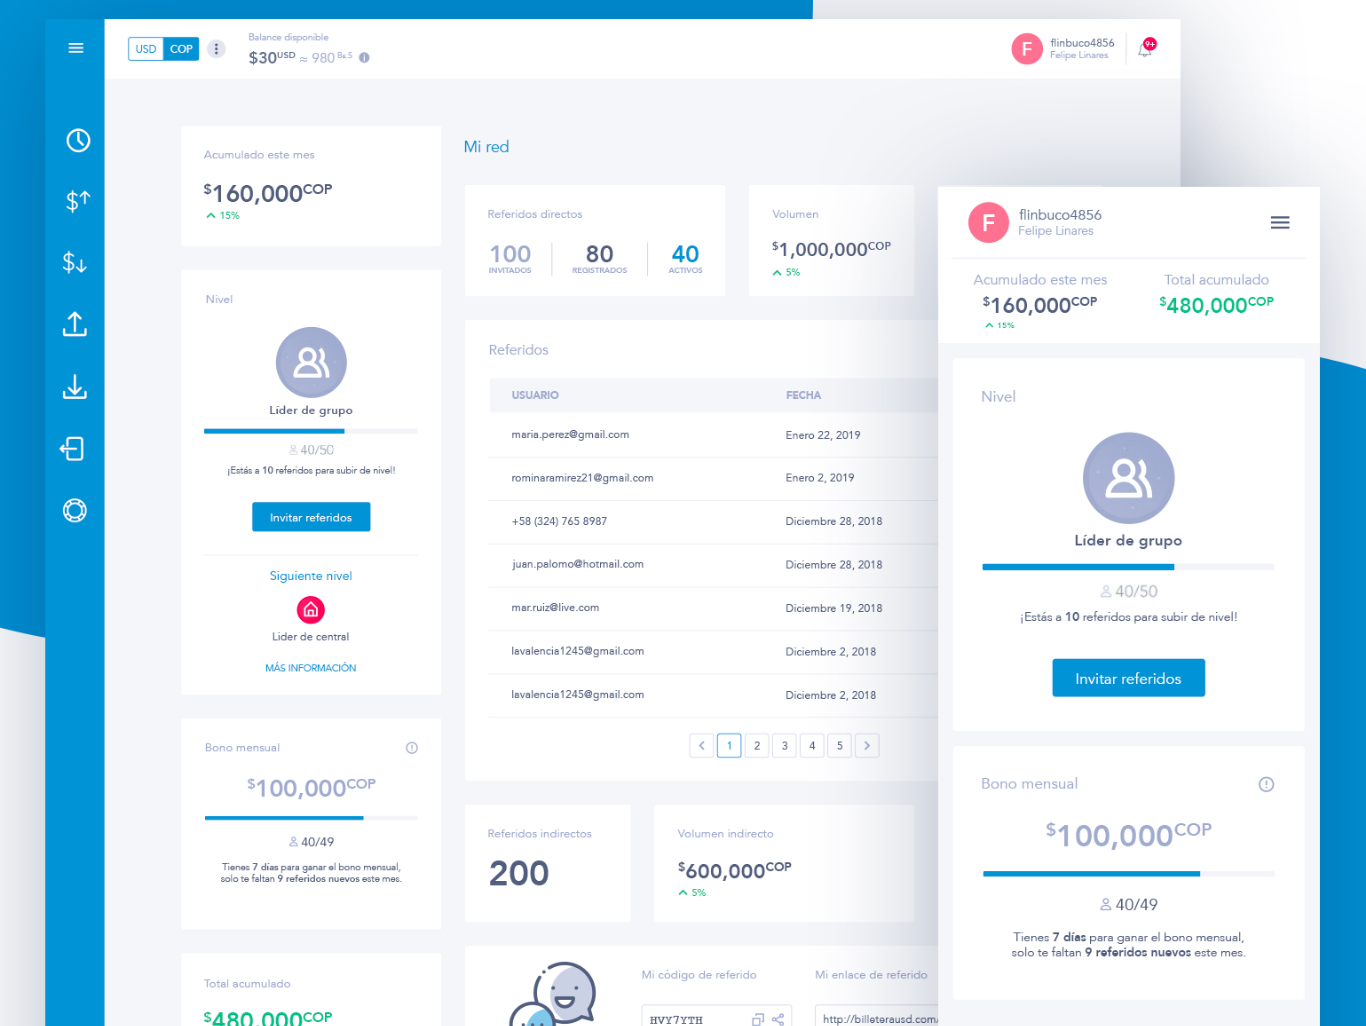 USD COP
Balance disponible
$30USD ≈ 980 Bs.S
F
flinbuco4856
Felipe Linares
9+
Acumulado este mes
$160,000COP
15%
Nivel
Líder de grupo
40/50
¡Estás a 10 referidos para subir de nivel!
Invitar referidos
Siguiente nivel
Lider de central
MÁS INFORMACIÓN
Bono mensual
$100,000COP
40/49
Tienes 7 días para ganar el bono mensual,
solo te faltan 9 referidos nuevos este mes.
Total acumulado
$480,000COP
Mi red
Referidos directos
100 80 40
INVITADOS REGISTRADOS ACTIVOS
Volumen
$1,000,000COP
5%
Referidos
USUARIO FECHA
maria.perez@gmail.com Enero 22, 2019
rominaramirez21@gmail.com Enero 2, 2019
+58 (324) 765 8987 Diciembre 28, 2018
juan.palomo@hotmail.com Diciembre 28, 2018
mar.ruiz@live.com Diciembre 19, 2018
lavalencia1245@gmail.com Diciembre 2, 2018
lavalencia1245@gmail.com Diciembre 2, 2018
1 2 3 4 5
Referidos indirectos
200
Volumen indirecto
$600,000COP
5%
Mi código de referido
HVY7YTH
Mi enlace de referido
http://billeterausd.com/
F
flinbuco4856
Felipe Linares
Acumulado este mes
$160,000COP
15%
Total acumulado
$480,000COP
Nivel
Líder de grupo
40/50
¡Estás a 10 referidos para subir de nivel!
Invitar referidos
Bono mensual
$100,000COP
40/49
Tienes 7 días para ganar el bono mensual,
solo te faltan 9 referidos nuevos este mes.